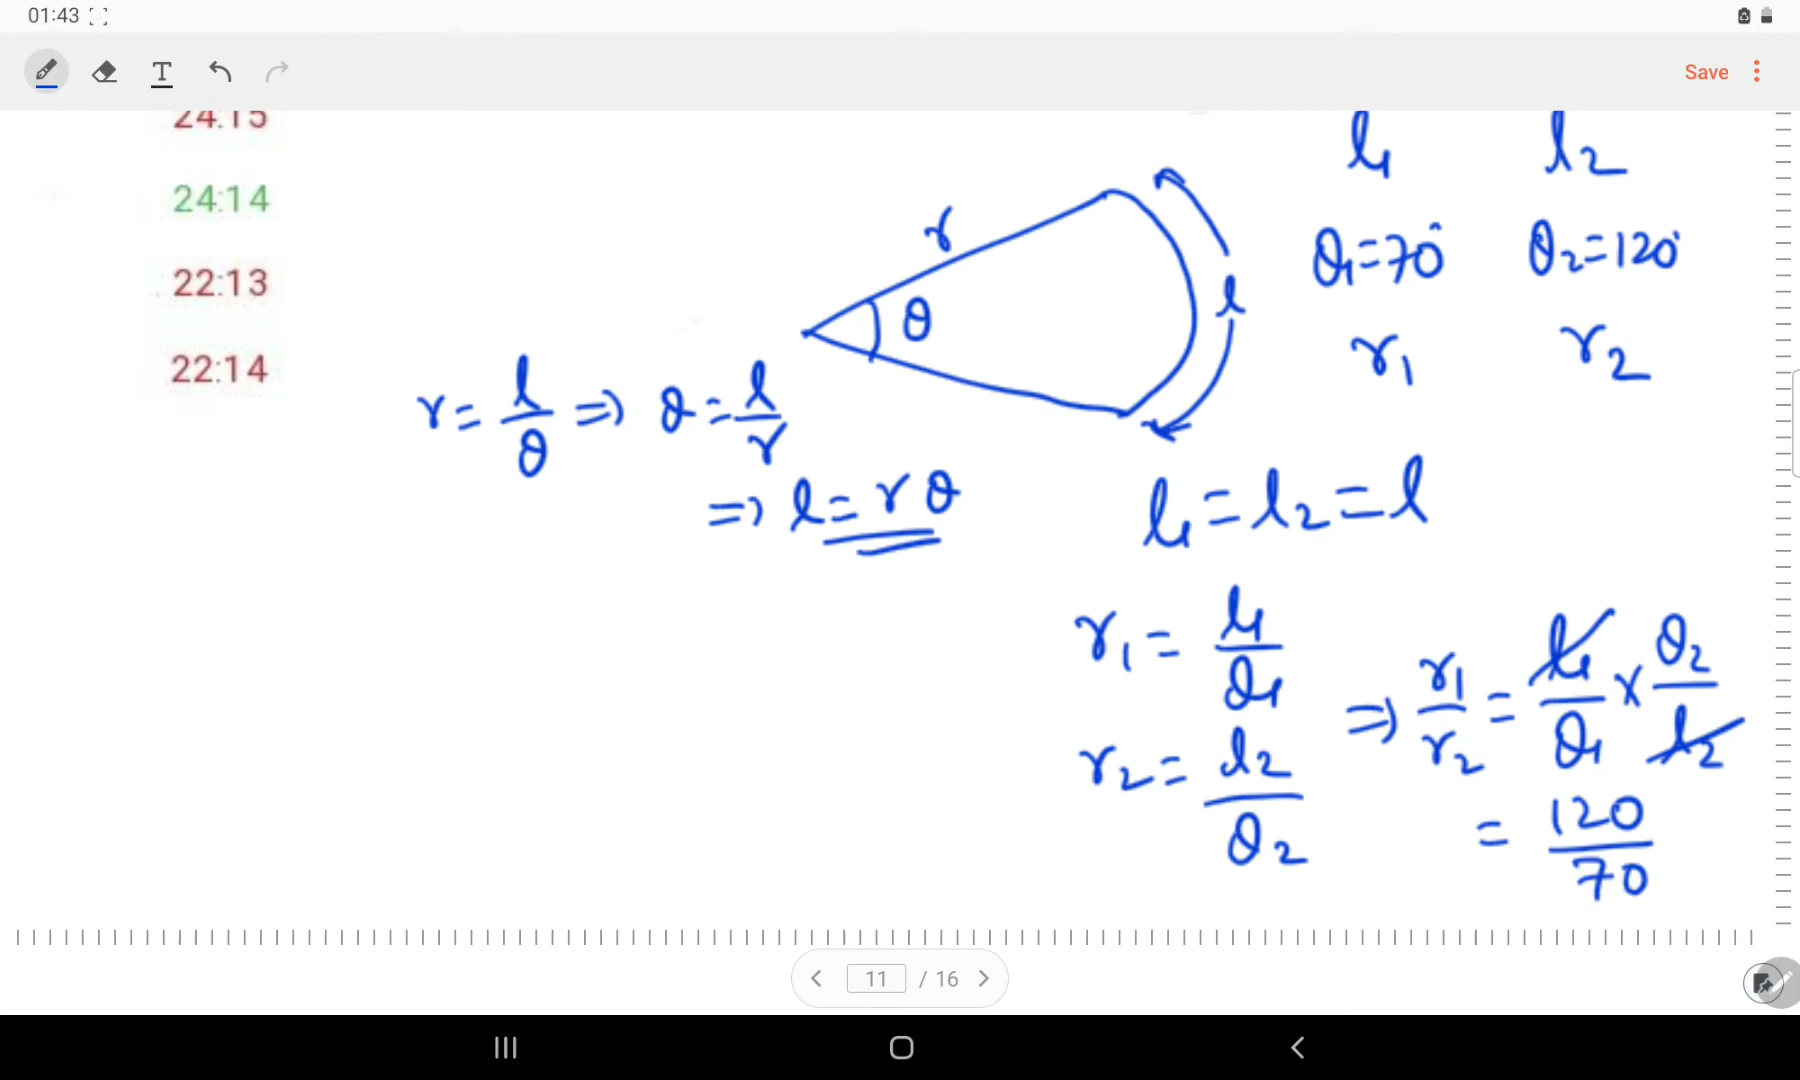 01:43
T
Save
24:15
24:14
22:13
22:14
r
θ
l
l1 l2
θ1=70° θ2=120°
r1 r2
r = l/θ => θ = l/r
=> l = rθ
l1 = l2 = l
r1 = l1/θ1
r2 = l2/θ2
=> r1/r2 = l1/θ1 x θ2/l2
= 120/70
11 / 16